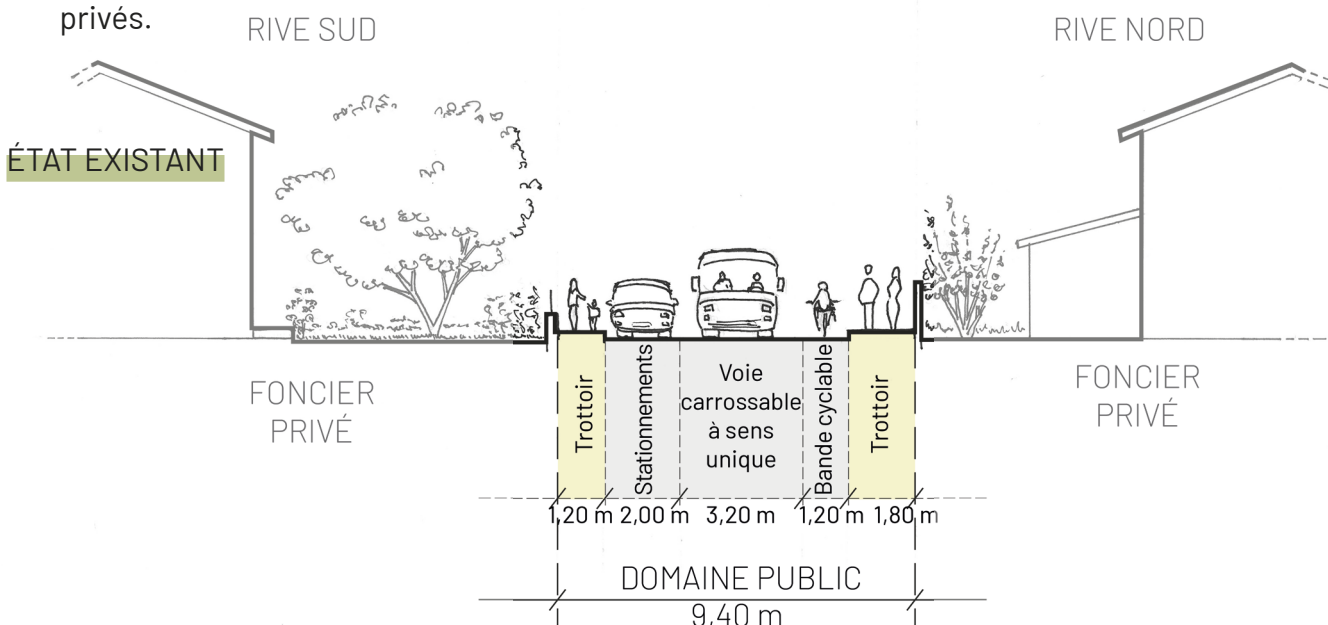 privés.
RIVE SUD
RIVE NORD
ÉTAT EXISTANT
FONCIER
PRIVÉ
FONCIER
PRIVÉ
Trottoir
Stationnements
Voie
carrossable
à sens
unique
Bande cyclable
Trottoir
1,20 m 2,00 m 3,20 m 1,20 m 1,80 m
DOMAINE PUBLIC
9,40 m